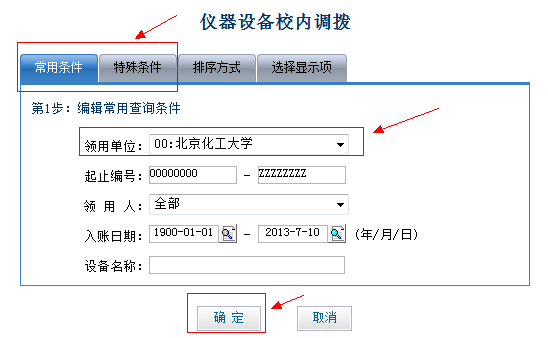 仪器设备校内调拨
常用条件 特殊条件 排序方式 选择显示项
第1步：编辑常用查询条件
领用单位： 00:北京化工大学
起止编号： 00000000 － ZZZZZZZZ
领 用 人： 全部
入账日期： 1900-01-01 － 2013-7-10 (年/月/日)
设备名称：
确 定 取消